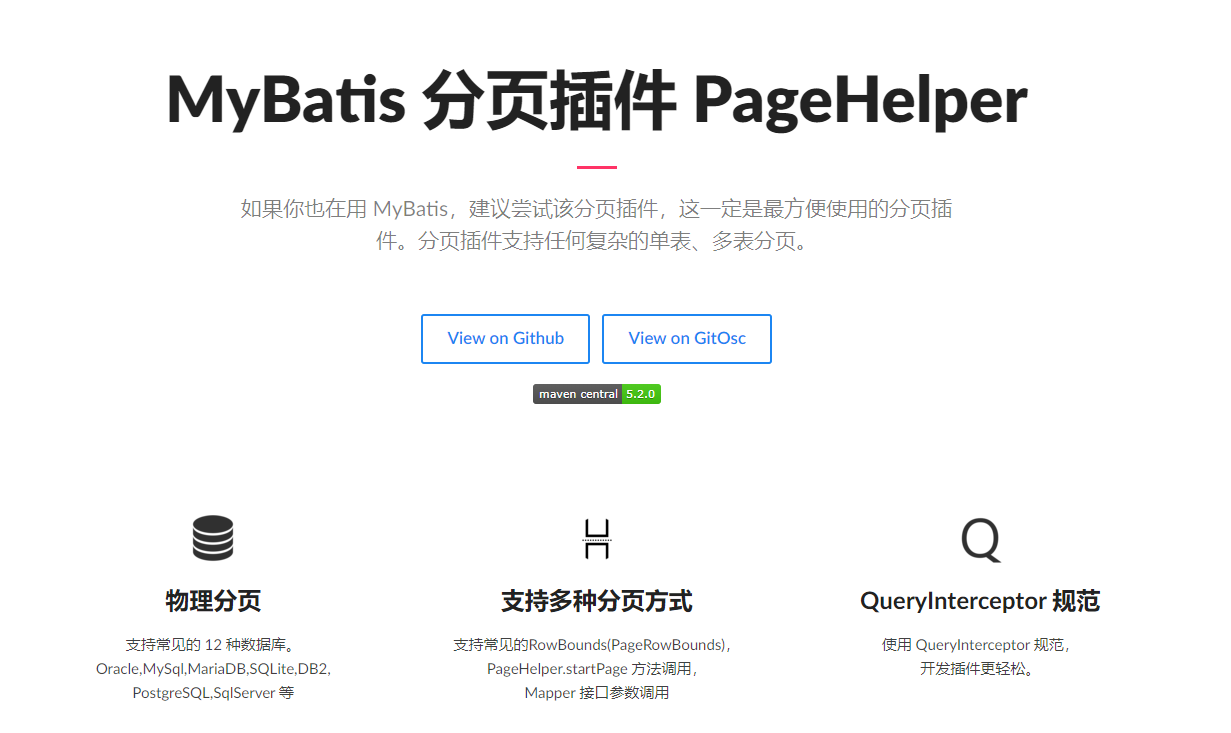 MyBatis 分页插件 PageHelper
如果你也在用 MyBatis，建议尝试该分页插件，这一定是最方便使用的分页插
件。分页插件支持任何复杂的单表、多表分页。
View on Github
View on GitOsc
maven central 5.2.0
物理分页
支持常见的 12 种数据库。
Oracle,MySql,MariaDB,SQLite,DB2,
PostgreSQL,SqlServer 等
支持多种分页方式
支持常见的RowBounds(PageRowBounds)，
PageHelper.startPage 方法调用，
Mapper 接口参数调用
QueryInterceptor 规范
使用 QueryInterceptor 规范，
开发插件更轻松。